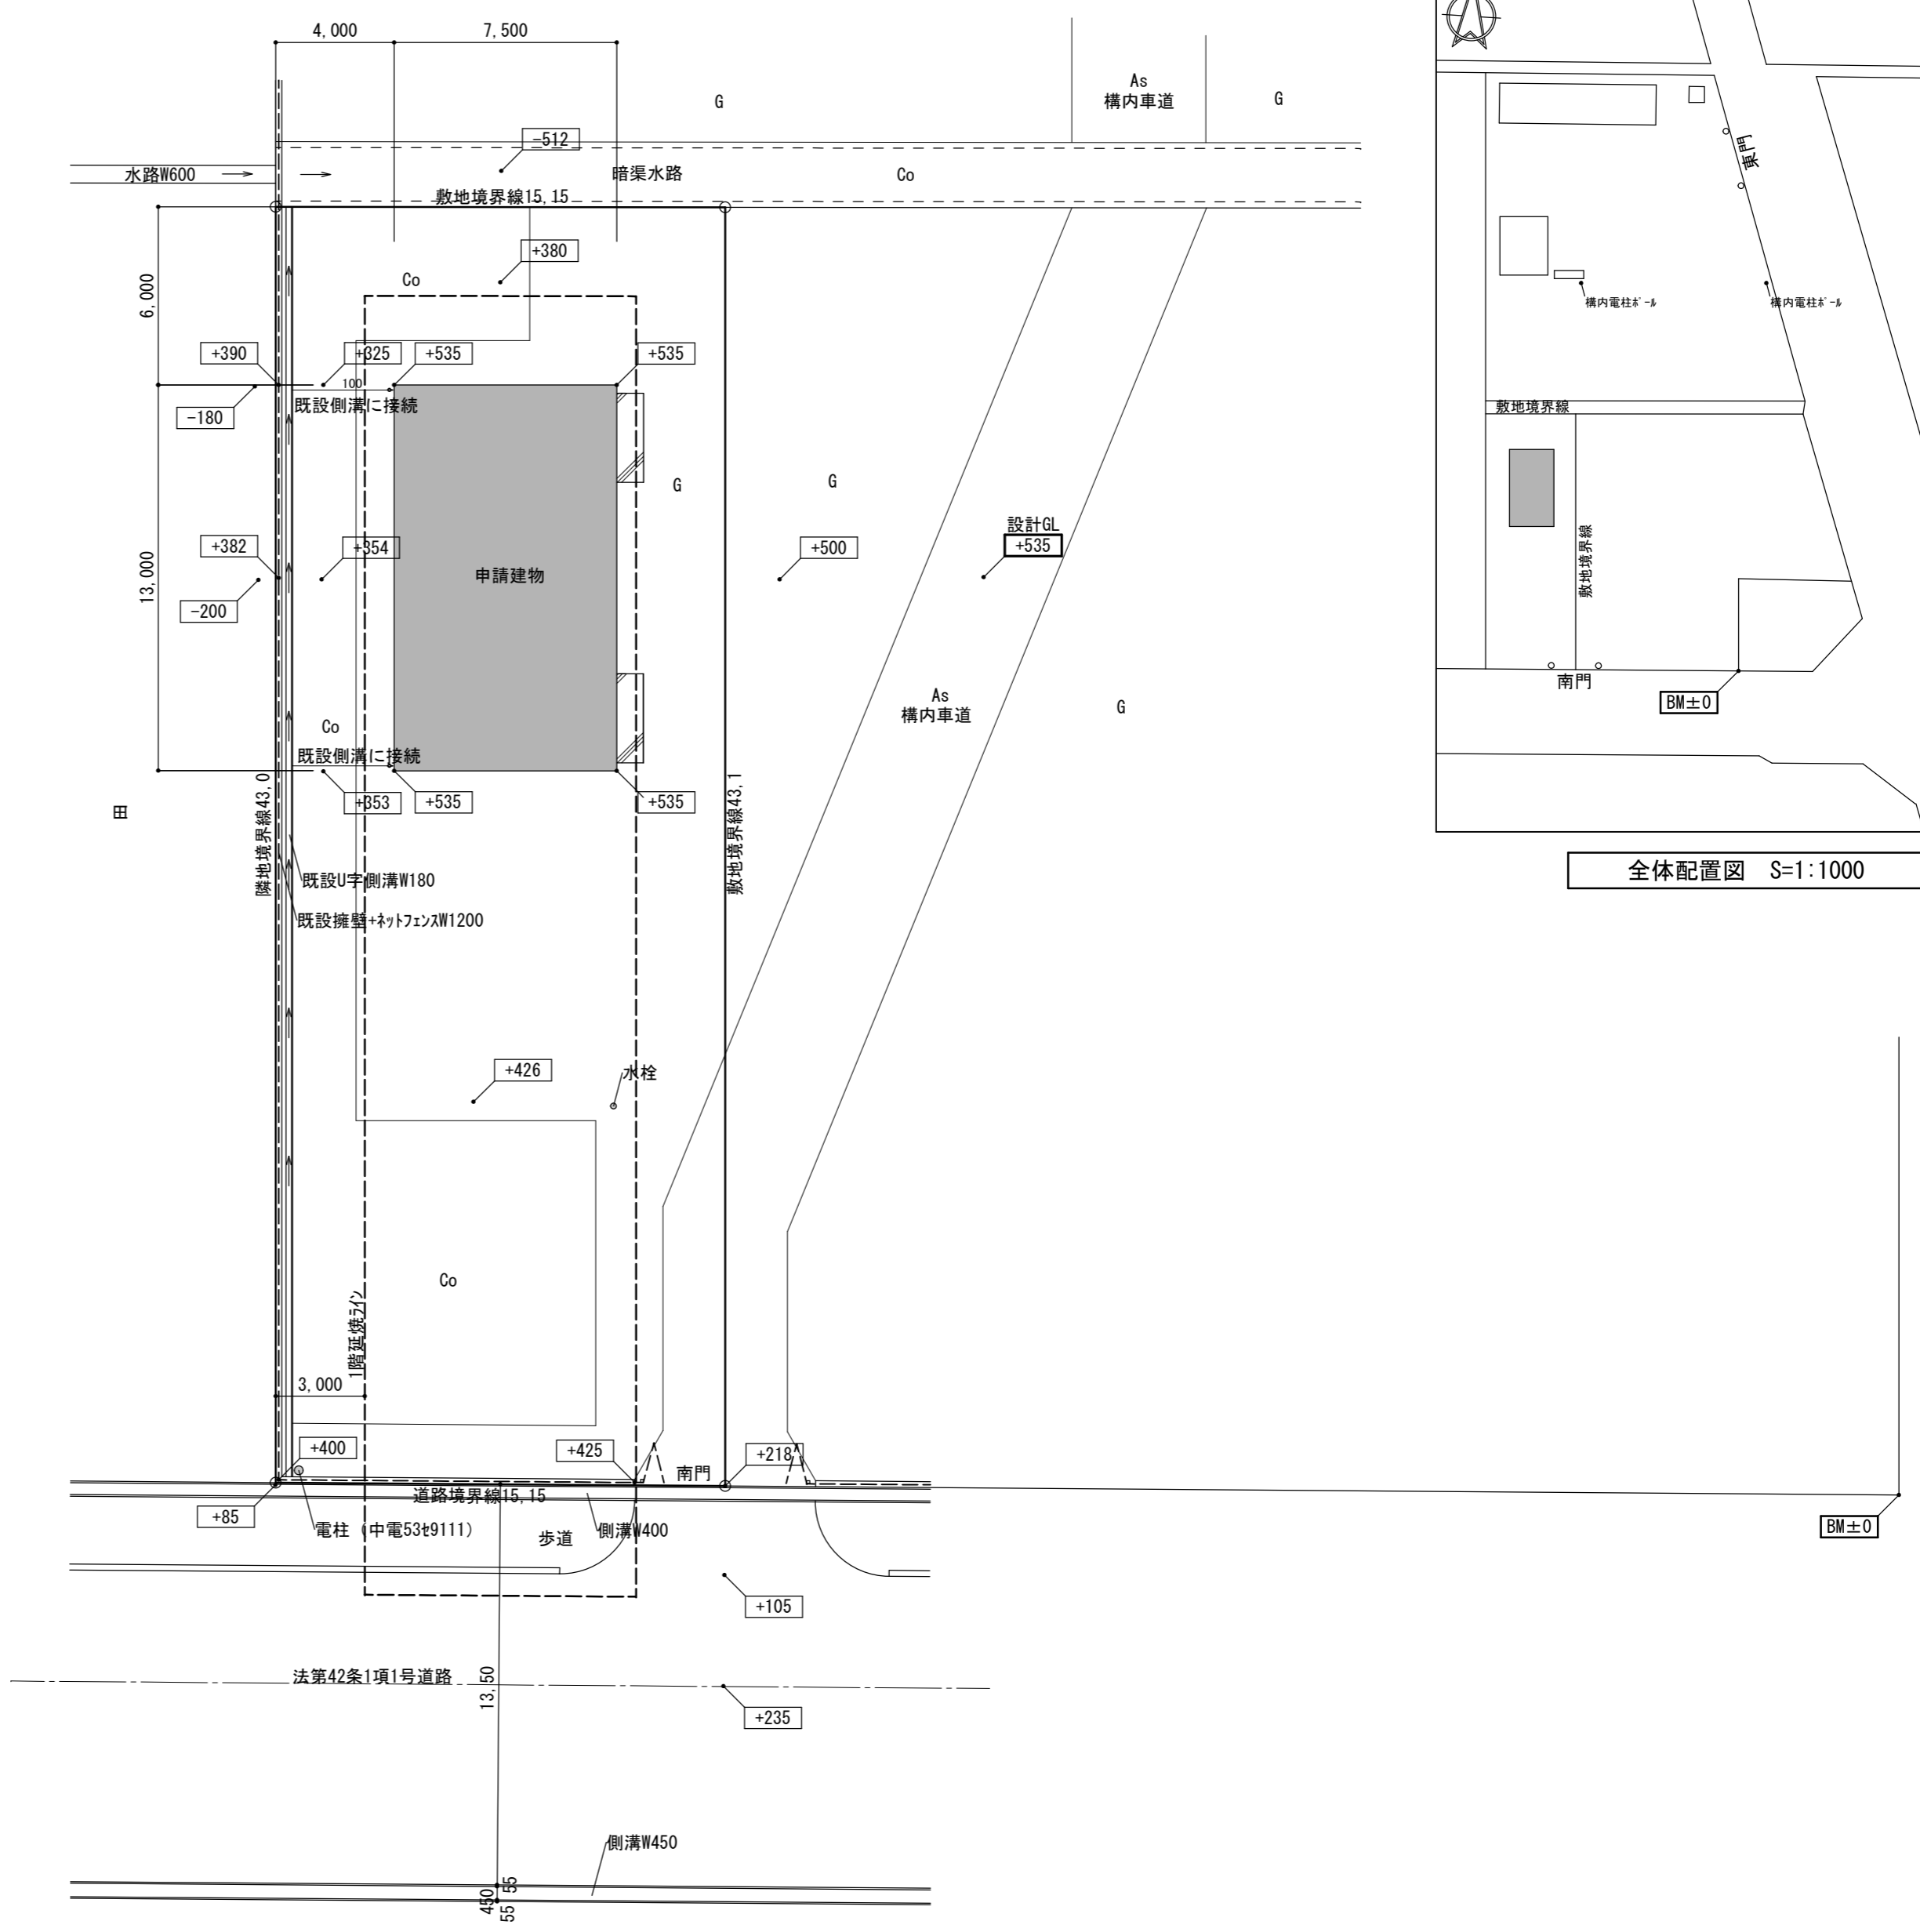 4,000
7,500
G
As
構内車道
G
-512
水路W600
暗渠水路
Co
敷地境界線15,15
+380
Co
6,000
+390
+325
+535
+535
100
既設側溝に接続
-180
G
G
設計GL
+535
+382
+354
+500
13,000
申請建物
-200
As
構内車道
G
Co
既設側溝に接続
+353
+535
+535
田
隣地境界線43,0
敷地境界線43,1
既設U字側溝W180
既設擁壁+ネットフェンスW1200
+426
水栓
Co
1階延焼ライン
3,000
+400
+425
南門
+218
道路境界線15,15
+85
電柱（中電53ｾ9111）
歩道
側溝W400
+105
法第42条1項1号道路
13,50
+235
側溝W450
55
450
55
BM±0
東門
構内電柱ﾎﾟｰﾙ
構内電柱ﾎﾟｰﾙ
敷地境界線
敷地境界線
南門
BM±0
全体配置図　S=1:1000